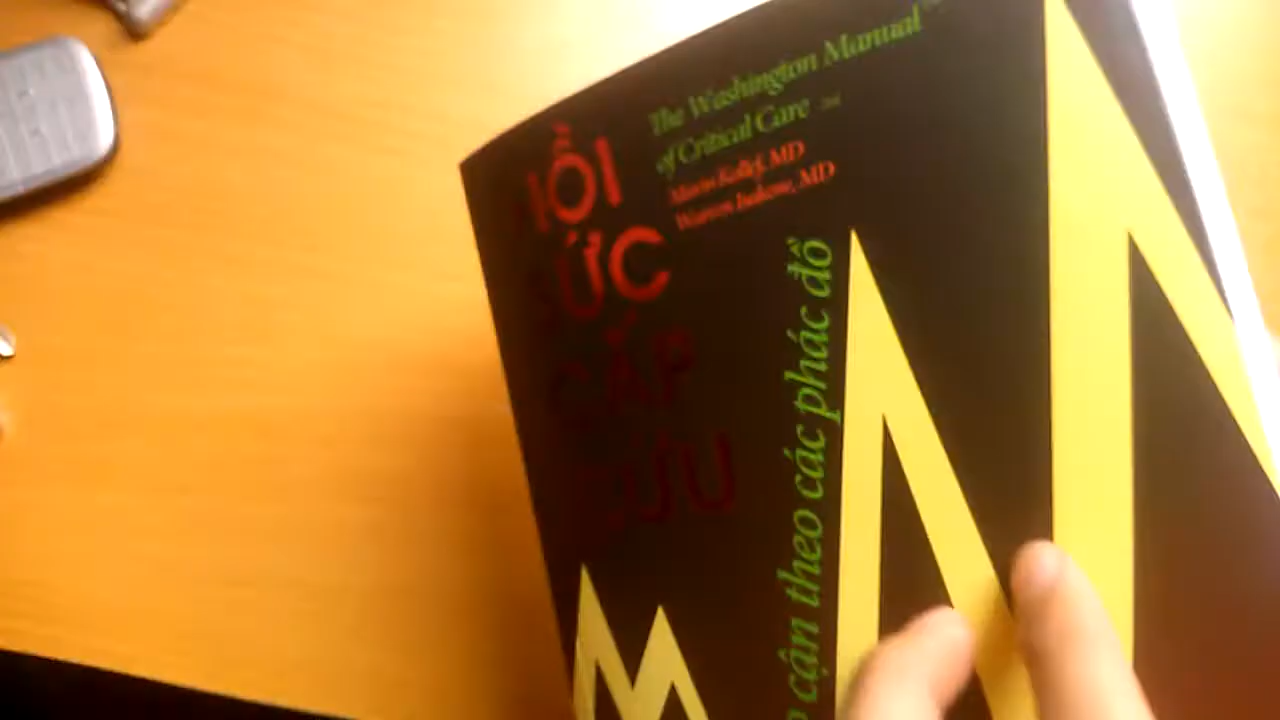 HỒI
SỨC
CẤP
CỨU
The Washington Manual
of Critical Care
Marin Kollef, MD
Warren Isakow, MD
cận theo các phác đồ